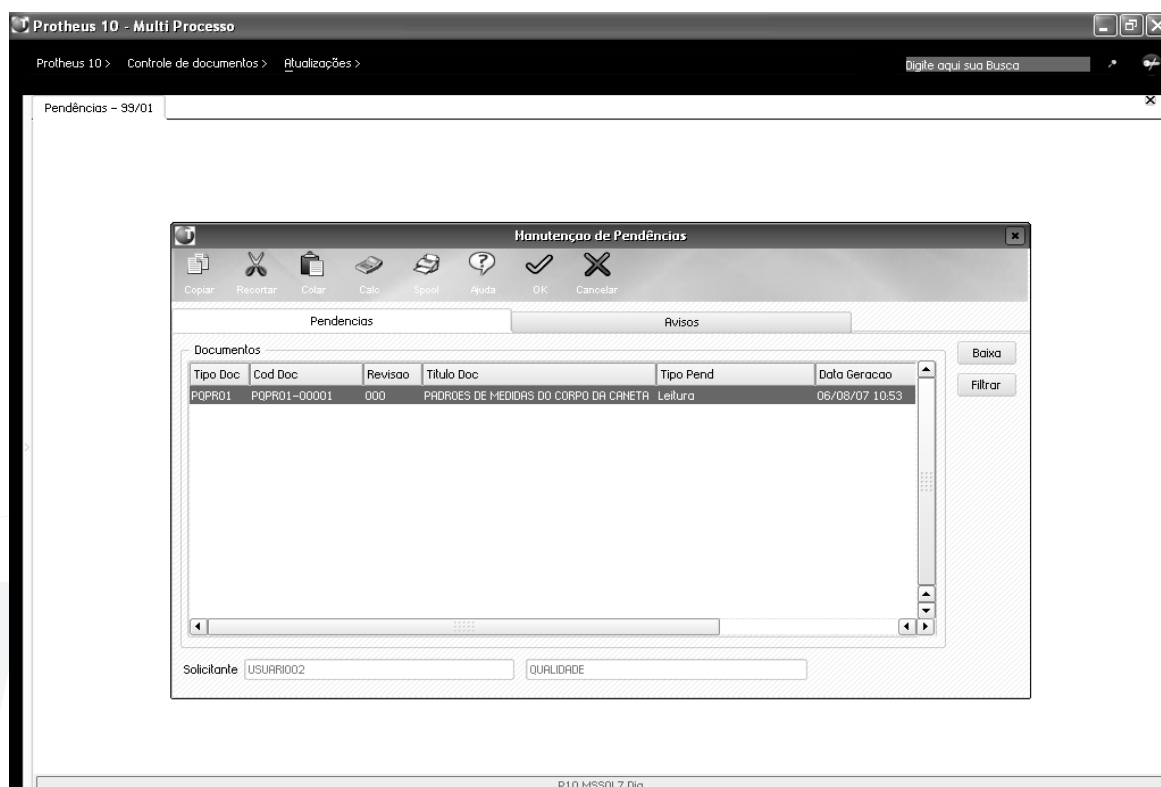 Protheus 10 - Multi Processo
Protheus 10 > Controle de documentos > Atualizações > Digite aqui sua Busca
Pendências - 99/01
Manutençao de Pendências
Copiar Recortar Colar Calc Spool Ajuda OK Cancelar
Pendencias Avisos
Documentos
Baixa
Tipo Doc Cod Doc Revisao Titulo Doc Tipo Pend Data Geracao
Filtrar
PQPR01 PQPR01-00001 000 PADROES DE MEDIDAS DO CORPO DA CANETA Leitura 06/08/07 10:53
Solicitante USUARIO02 QUALIDADE
P10 MSSQL7 Dia